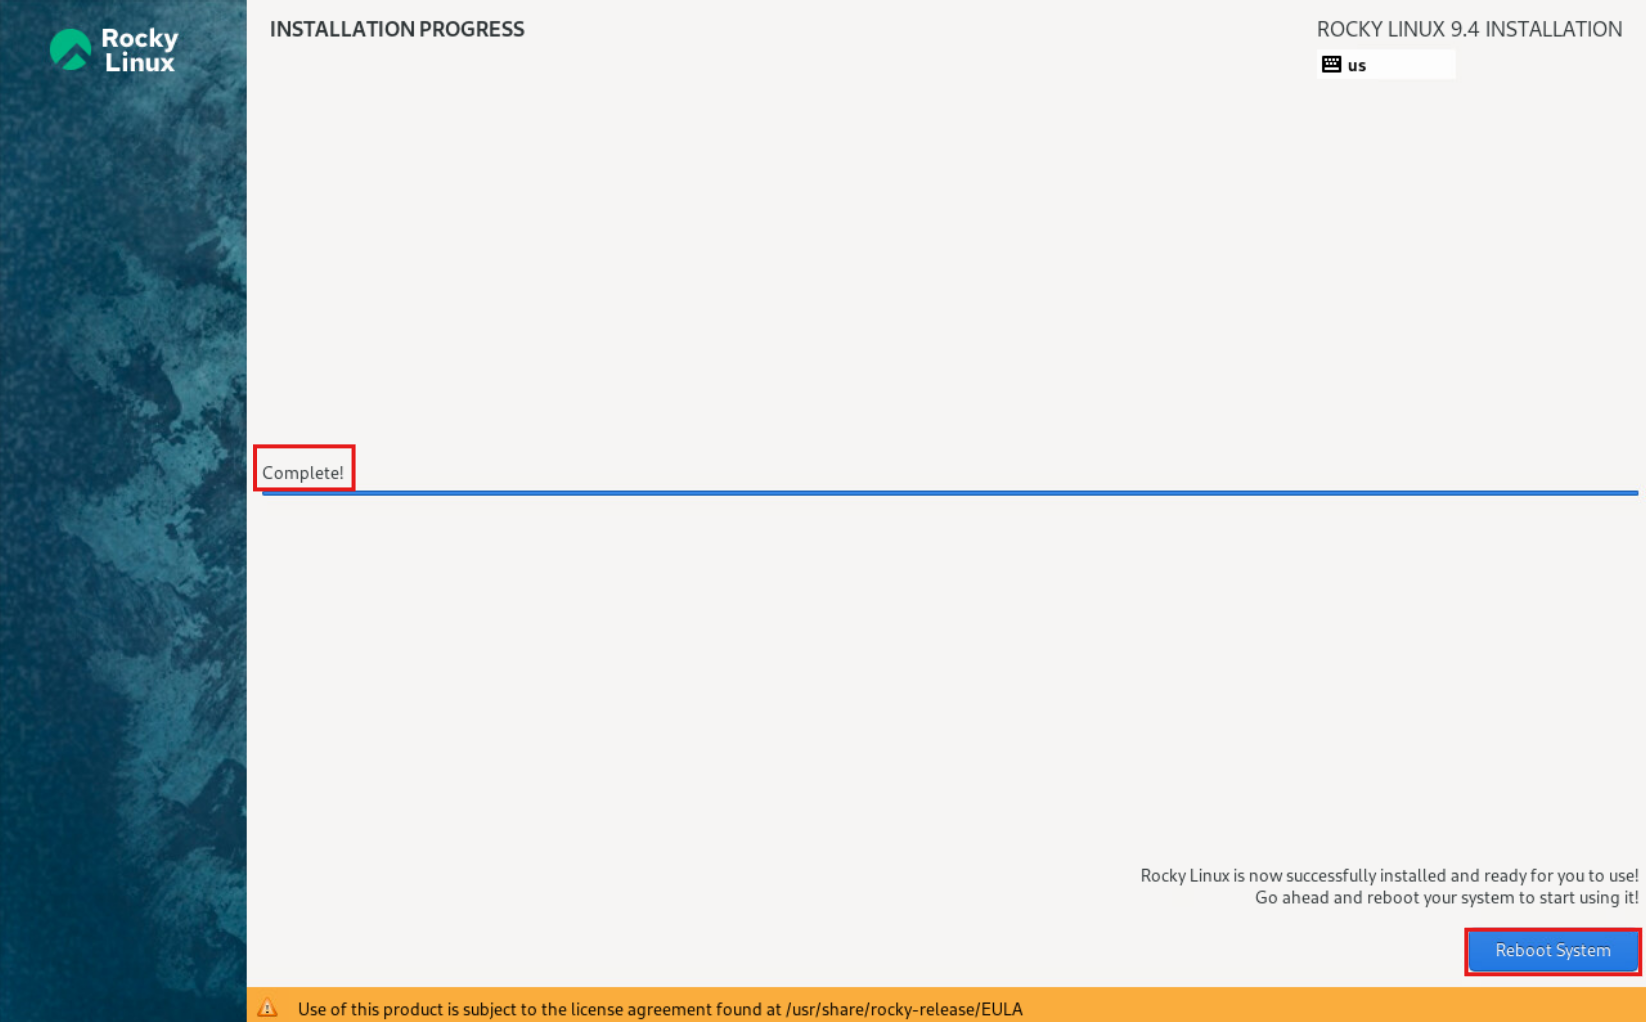 Rocky
Linux
INSTALLATION PROGRESS
ROCKY LINUX 9.4 INSTALLATION
us
Complete!
Rocky Linux is now successfully installed and ready for you to use!
Go ahead and reboot your system to start using it!
Reboot System
Use of this product is subject to the license agreement found at /usr/share/rocky-release/EULA